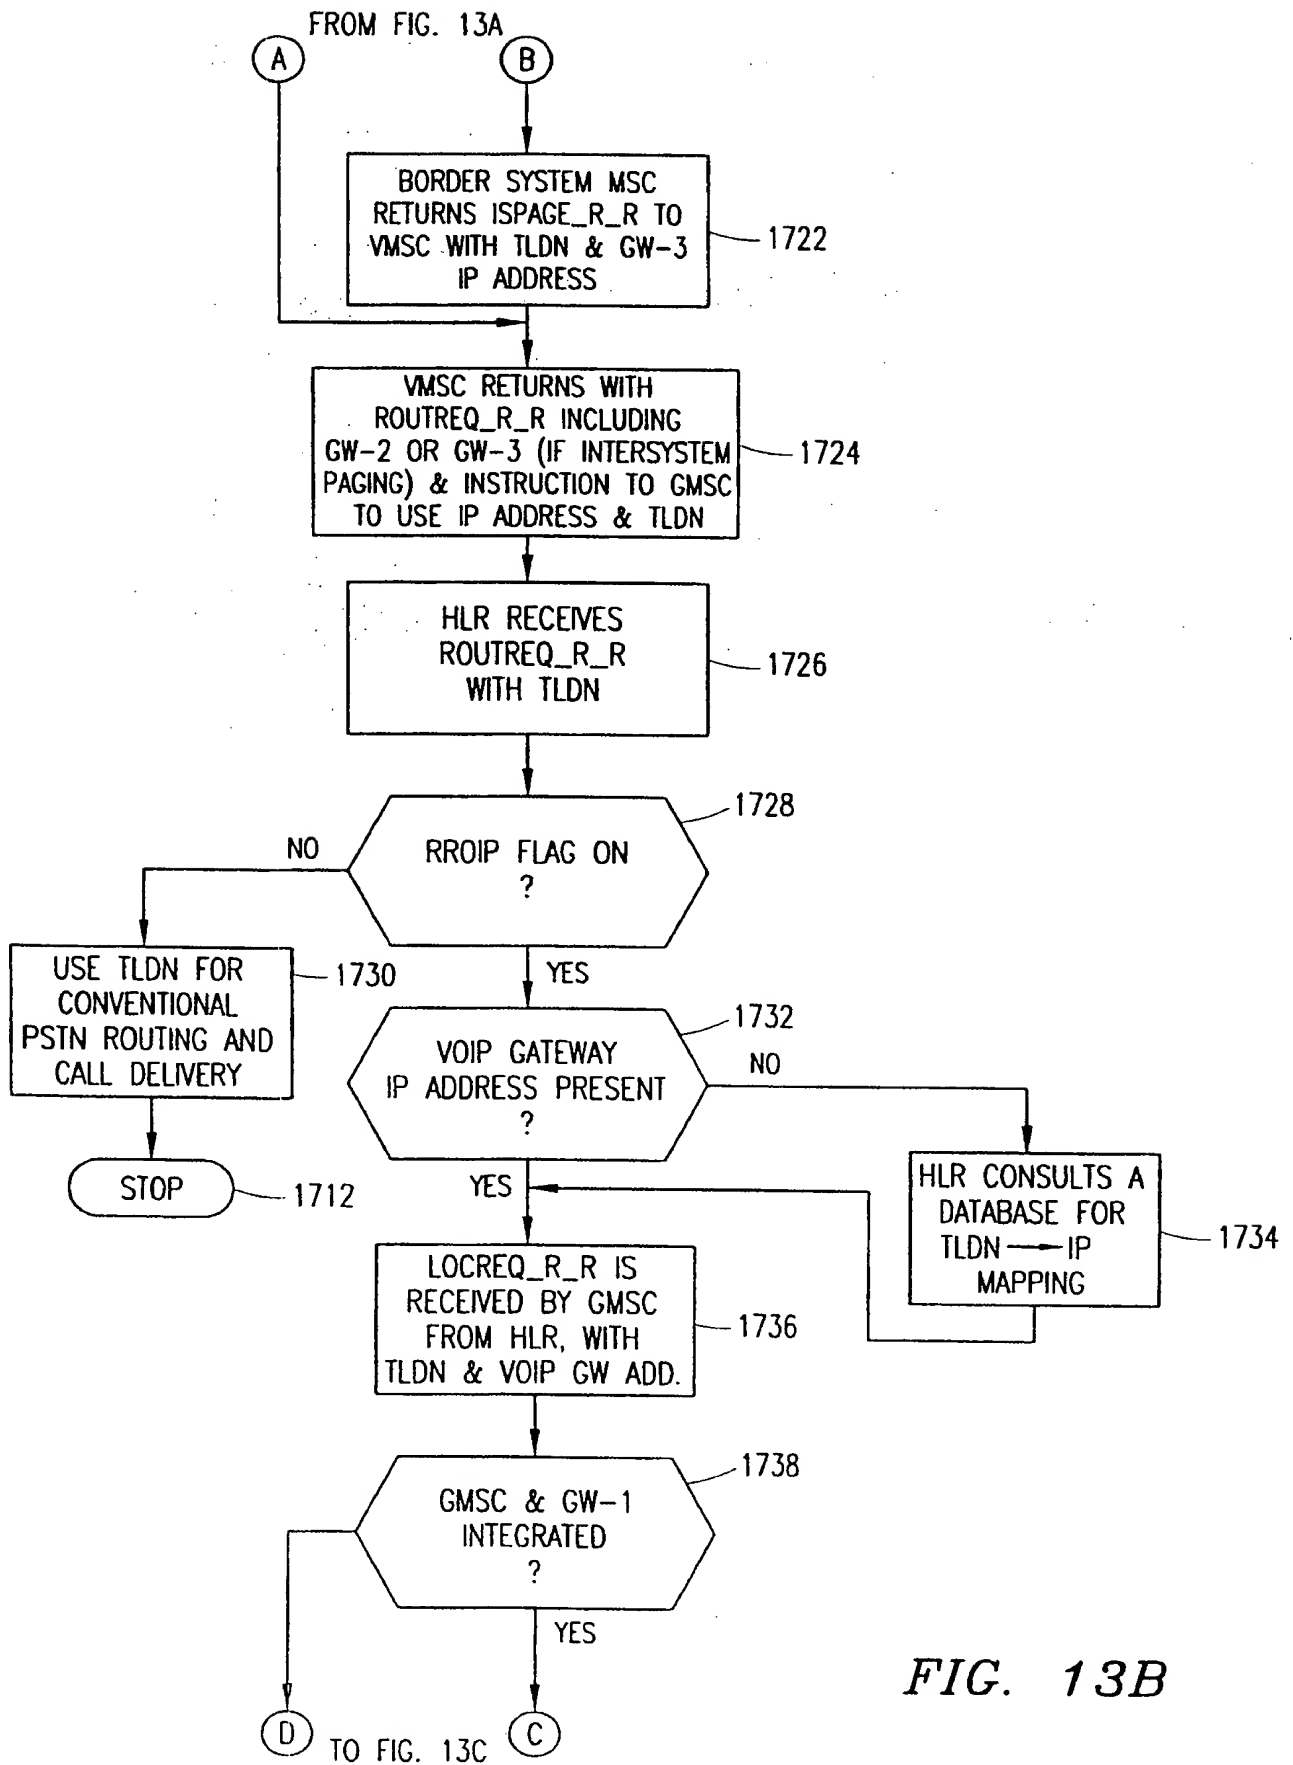 FROM FIG. 13A
A
B
BORDER SYSTEM MSC
RETURNS ISPAGE_R_R TO
VMSC WITH TLDN & GW-3
IP ADDRESS
1722
VMSC RETURNS WITH
ROUTREQ_R_R INCLUDING
GW-2 OR GW-3 (IF INTERSYSTEM
PAGING) & INSTRUCTION TO GMSC
TO USE IP ADDRESS & TLDN
1724
HLR RECEIVES
ROUTREQ_R_R
WITH TLDN
1726
RROIP FLAG ON
?
1728
NO
YES
USE TLDN FOR
CONVENTIONAL
PSTN ROUTING AND
CALL DELIVERY
1730
STOP
1712
VOIP GATEWAY
IP ADDRESS PRESENT
?
1732
NO
YES
HLR CONSULTS A
DATABASE FOR
TLDN → IP
MAPPING
1734
LOCREQ_R_R IS
RECEIVED BY GMSC
FROM HLR, WITH
TLDN & VOIP GW ADD.
1736
GMSC & GW-1
INTEGRATED
?
1738
YES
D
TO FIG. 13C
C
FIG. 13B